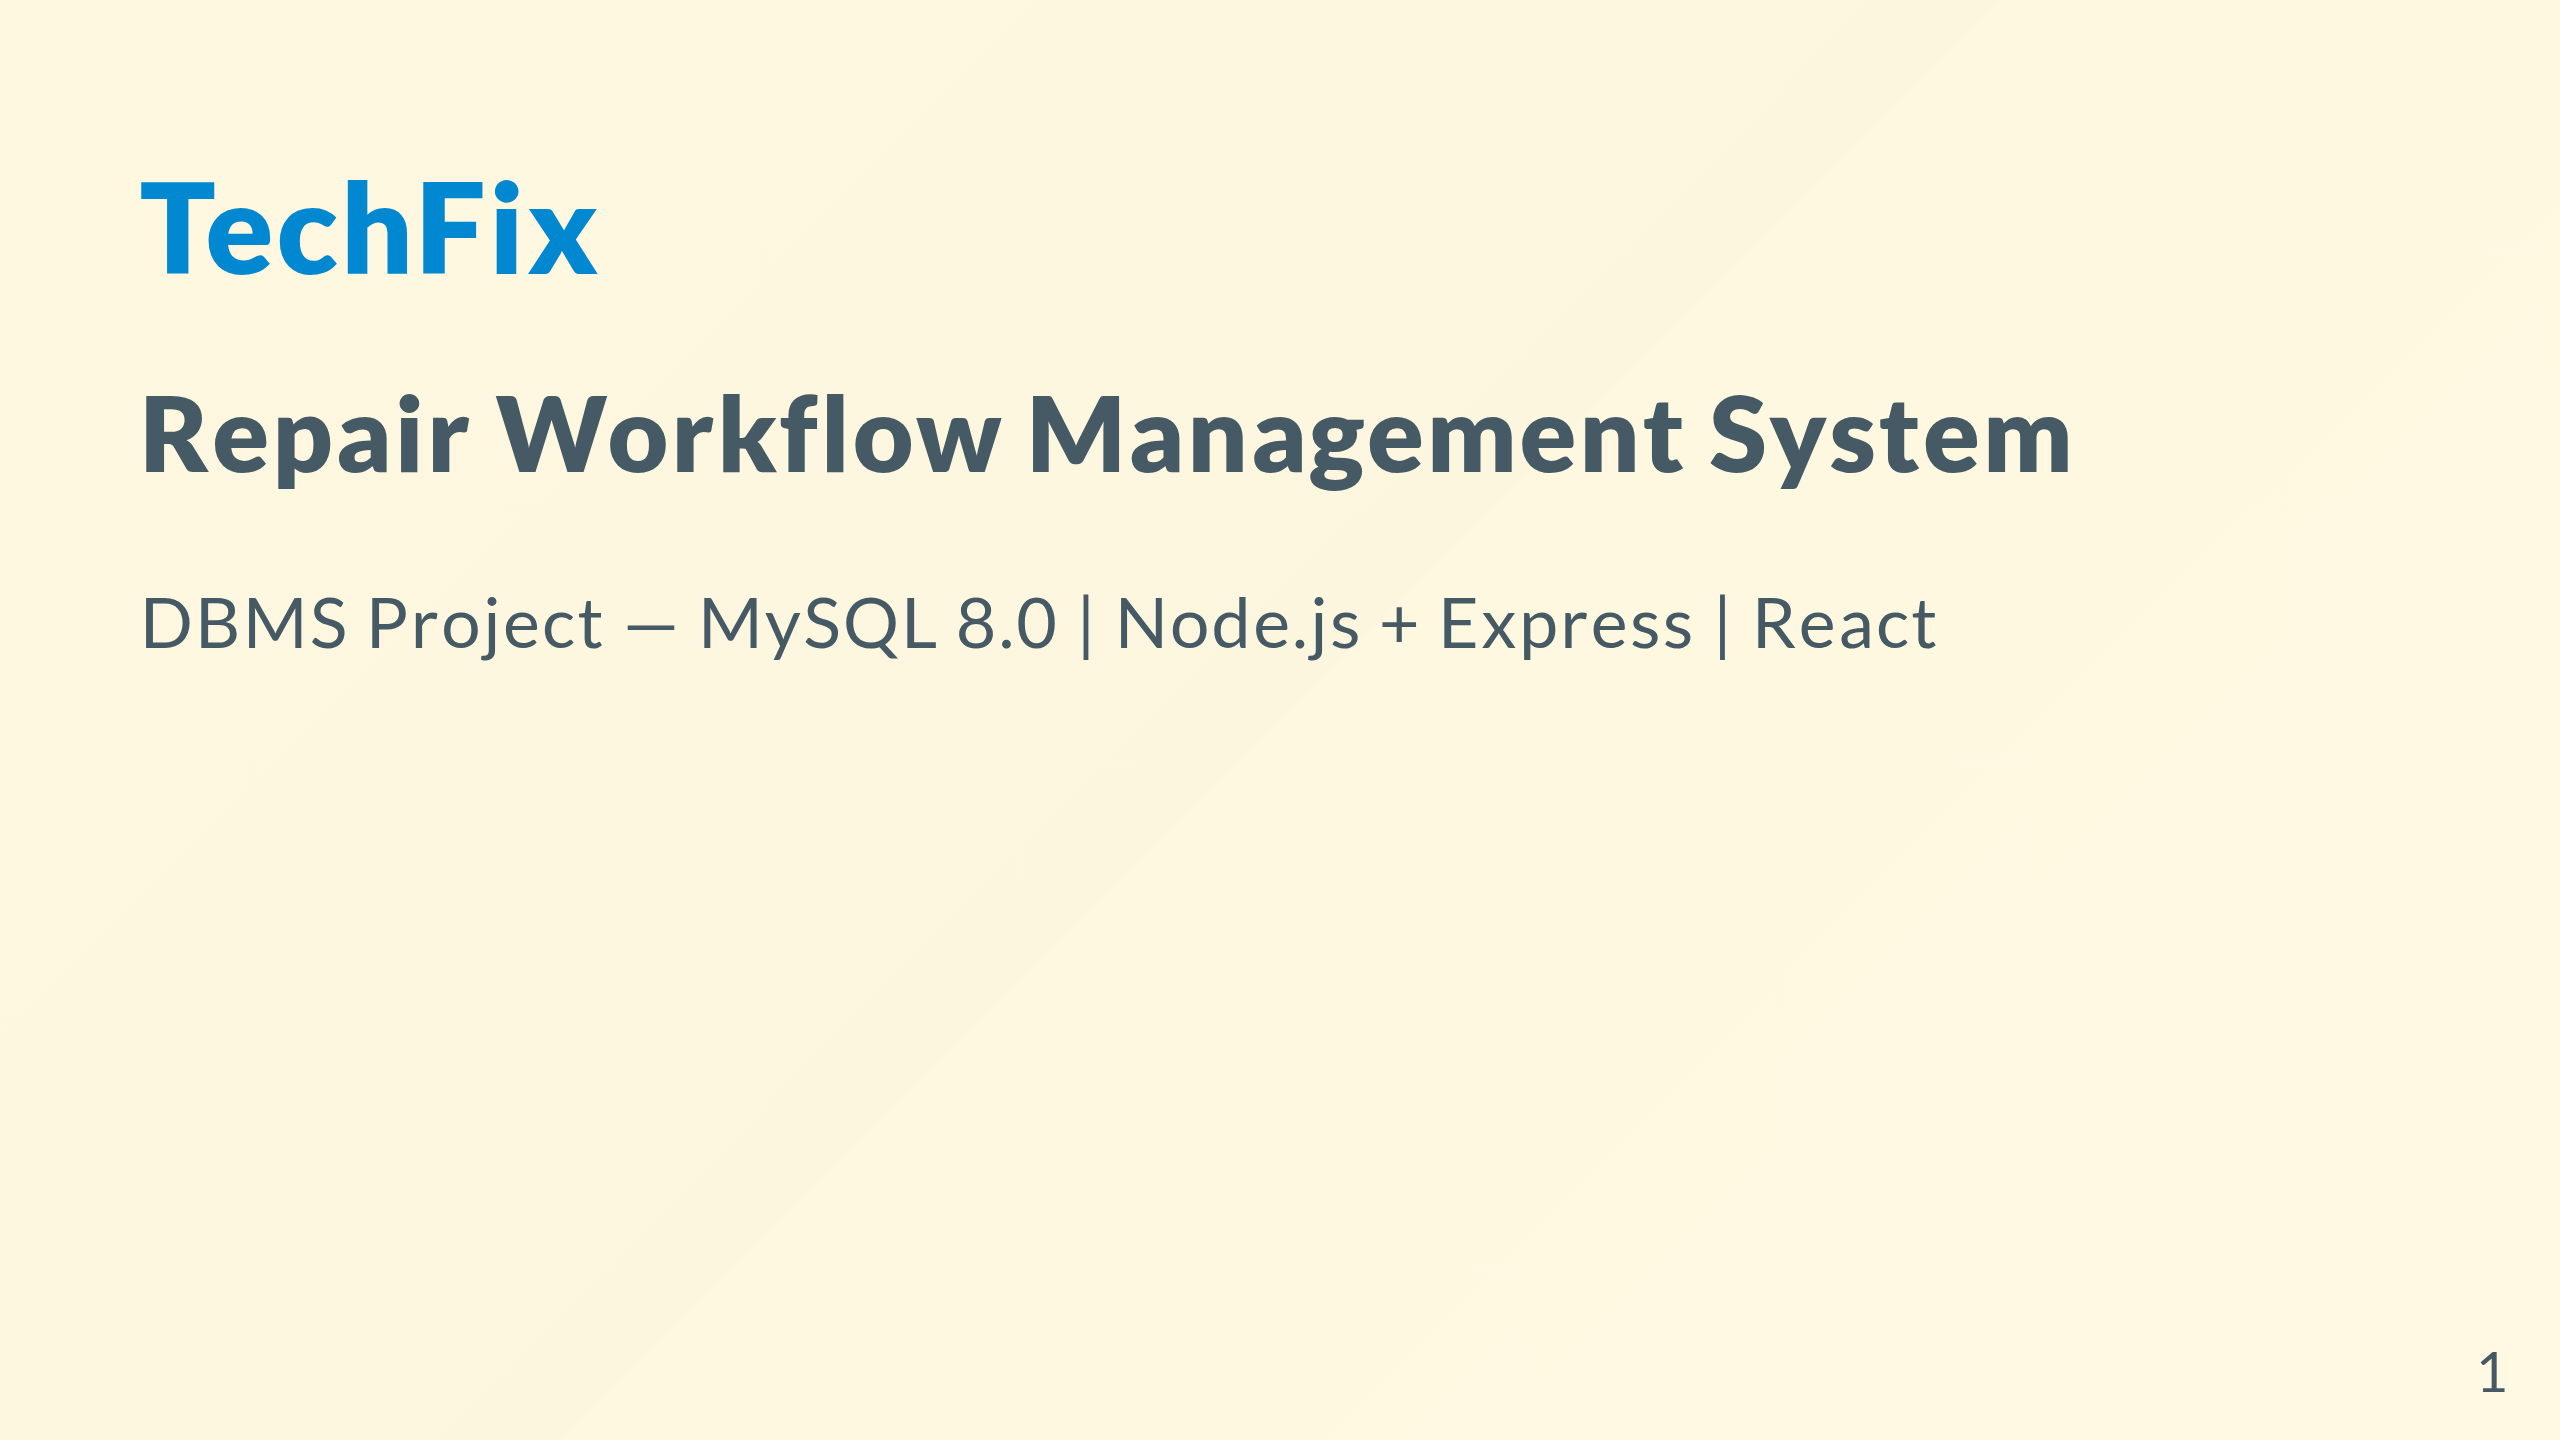 TechFix
Repair Workflow Management System
DBMS Project — MySQL 8.0 | Node.js + Express | React
1